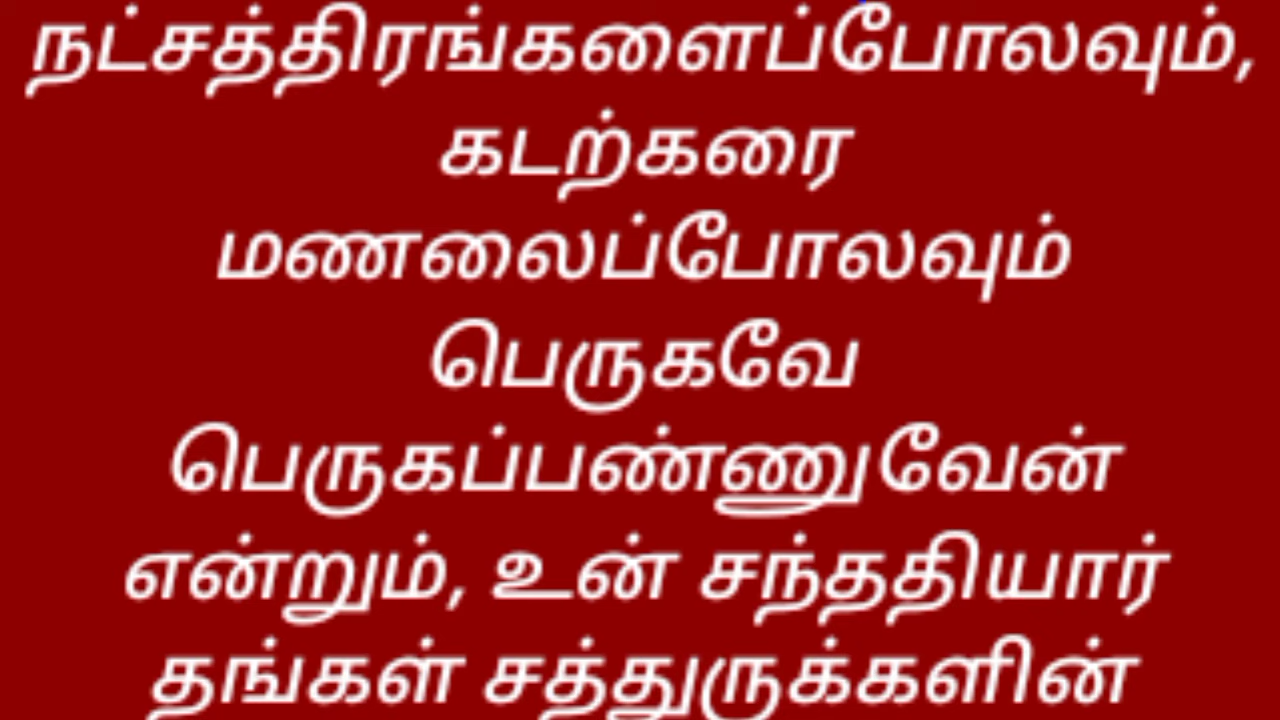 நட்சத்திரங்களைப்போலவும்,
கடற்கரை
மணலைப்போலவும்
பெருகவே
பெருகப்பண்ணுவேன்
என்றும், உன் சந்ததியார்
தங்கள் சத்துருக்களின்